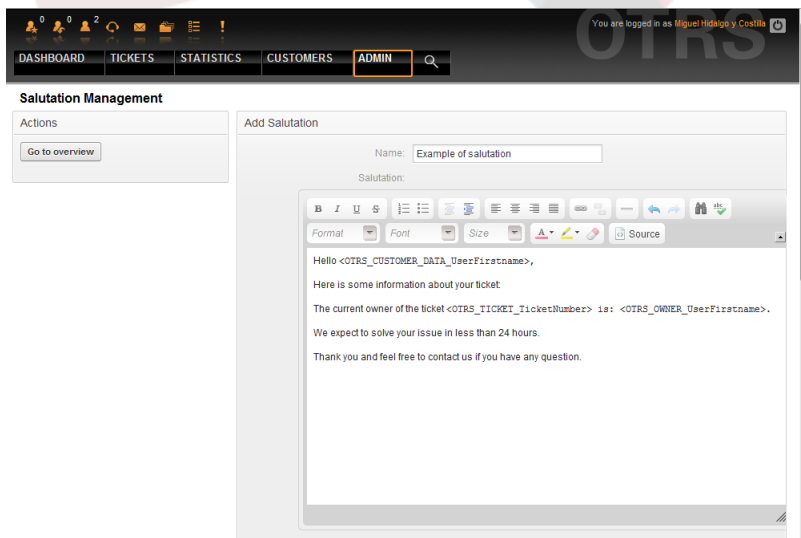 0 0 2
You are logged in as Miguel Hidalgo y Costilla
OTRS
DASHBOARD TICKETS STATISTICS CUSTOMERS ADMIN
Salutation Management
Actions
Go to overview
Add Salutation
Name: Example of salutation
Salutation:
B I U S
Format Font Size A Source
Hello <OTRS_CUSTOMER_DATA_UserFirstname>,
Here is some information about your ticket:
The current owner of the ticket <OTRS_TICKET_TicketNumber> is: <OTRS_OWNER_UserFirstname>.
We expect to solve your issue in less than 24 hours.
Thank you and feel free to contact us if you have any question.